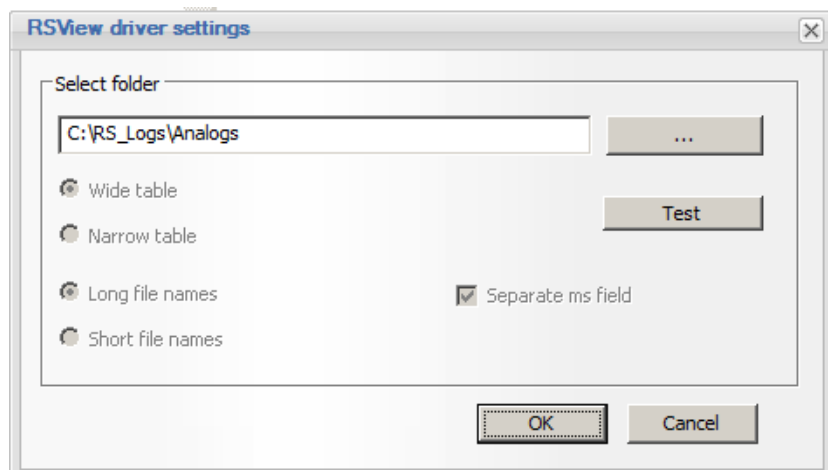 RSView driver settings
Select folder
C:\RS_Logs\Analogs
...
Wide table
Test
Narrow table
Long file names
Separate ms field
Short file names
OK
Cancel